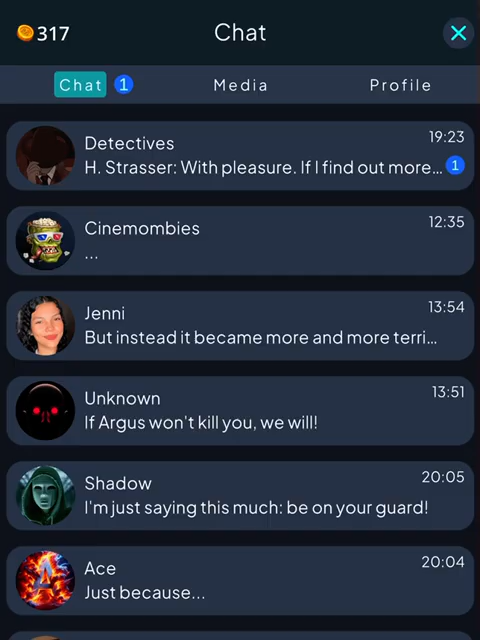 317
Chat
Chat 1
Media
Profile
Detectives
19:23
H. Strasser: With pleasure. If I find out more... 1
Cinemombies
12:35
...
Jenni
13:54
But instead it became more and more terri...
Unknown
13:51
If Argus won't kill you, we will!
Shadow
20:05
I'm just saying this much: be on your guard!
Ace
20:04
Just because...